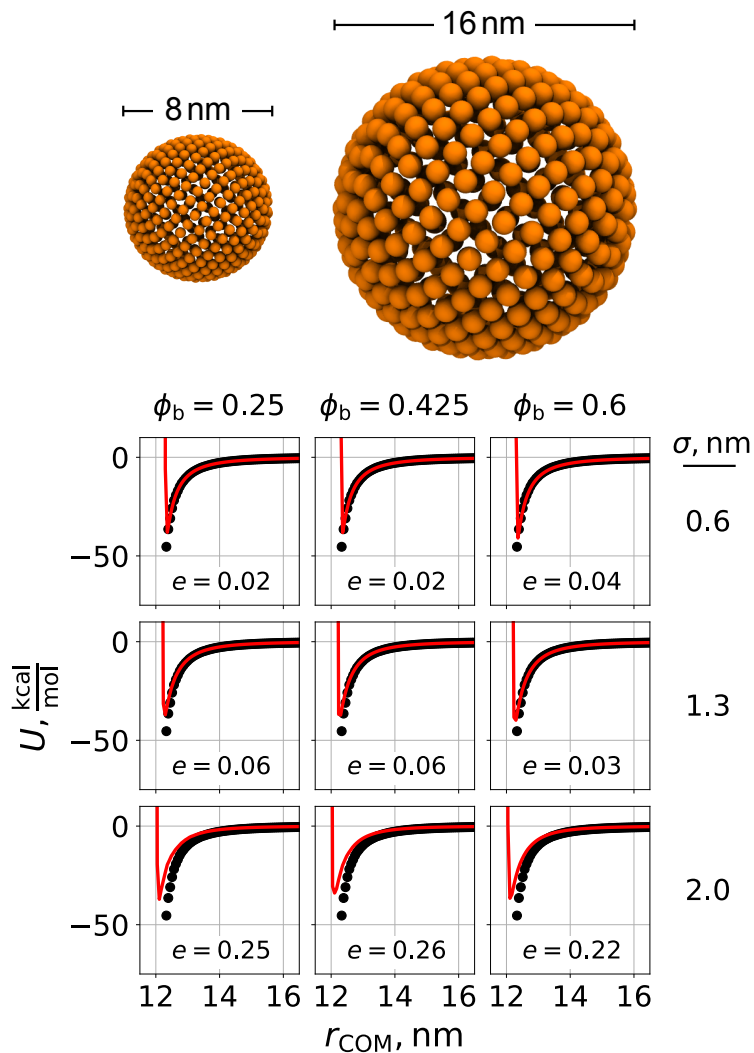 16 nm
8 nm
ϕb = 0.25 ϕb = 0.425 ϕb = 0.6
σ, nm
0
−50
e = 0.02 e = 0.02 e = 0.04
0.6
0
−50
e = 0.06 e = 0.06 e = 0.03
1.3
0
−50
e = 0.25 e = 0.26 e = 0.22
2.0
U, kcal/mol
12 14 16 12 14 16 12 14 16
rCOM, nm